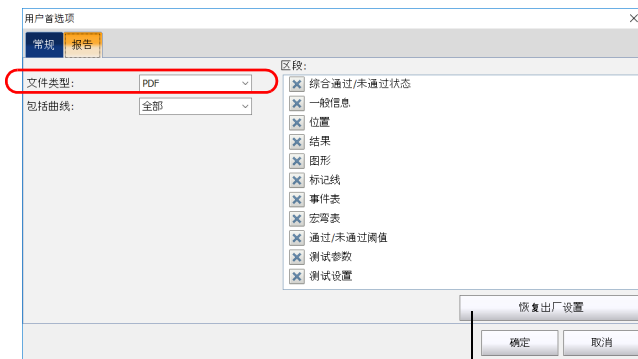 用户首选项
常规 报告
区段:
文件类型: PDF
包括曲线: 全部
综合通过/未通过状态
一般信息
位置
结果
图形
标记线
事件表
宏弯表
通过/未通过阈值
测试参数
测试设置
恢复出厂设置
确定 取消